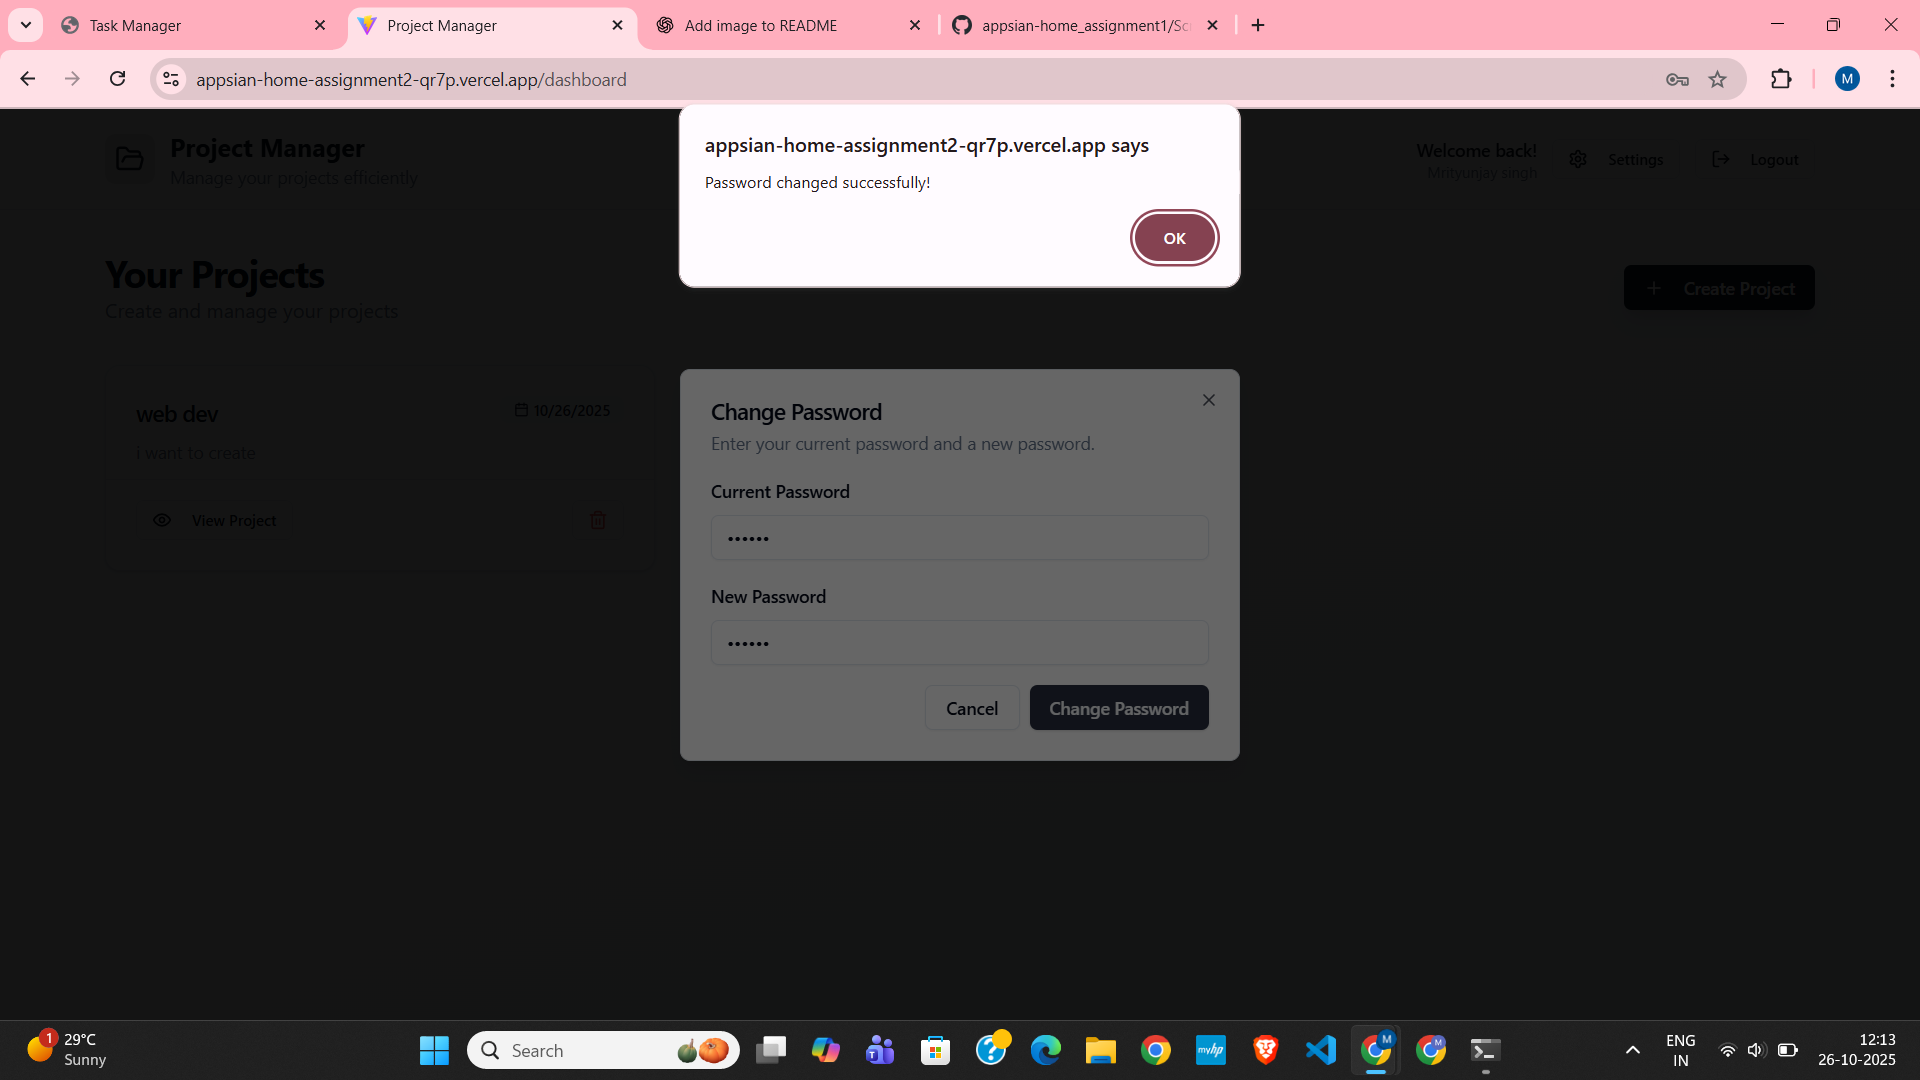 Task Manager
Project Manager
Add image to README
appsian-home_assignment1/Sc
appsian-home-assignment2-qr7p.vercel.app/dashboard
M
appsian-home-assignment2-qr7p.vercel.app says
Password changed successfully!
OK
Project Manager
Manage your projects efficiently
Welcome back!
Mrityunjay singh
Settings
Logout
Your Projects
Create and manage your projects
+ Create Project
web dev
10/26/2025
i want to create
View Project
Change Password
Enter your current password and a new password.
Current Password
••••••
New Password
••••••
Cancel
Change Password
1
29°C
Sunny
Search
myhp
M
M
ENG
IN
12:13
26-10-2025